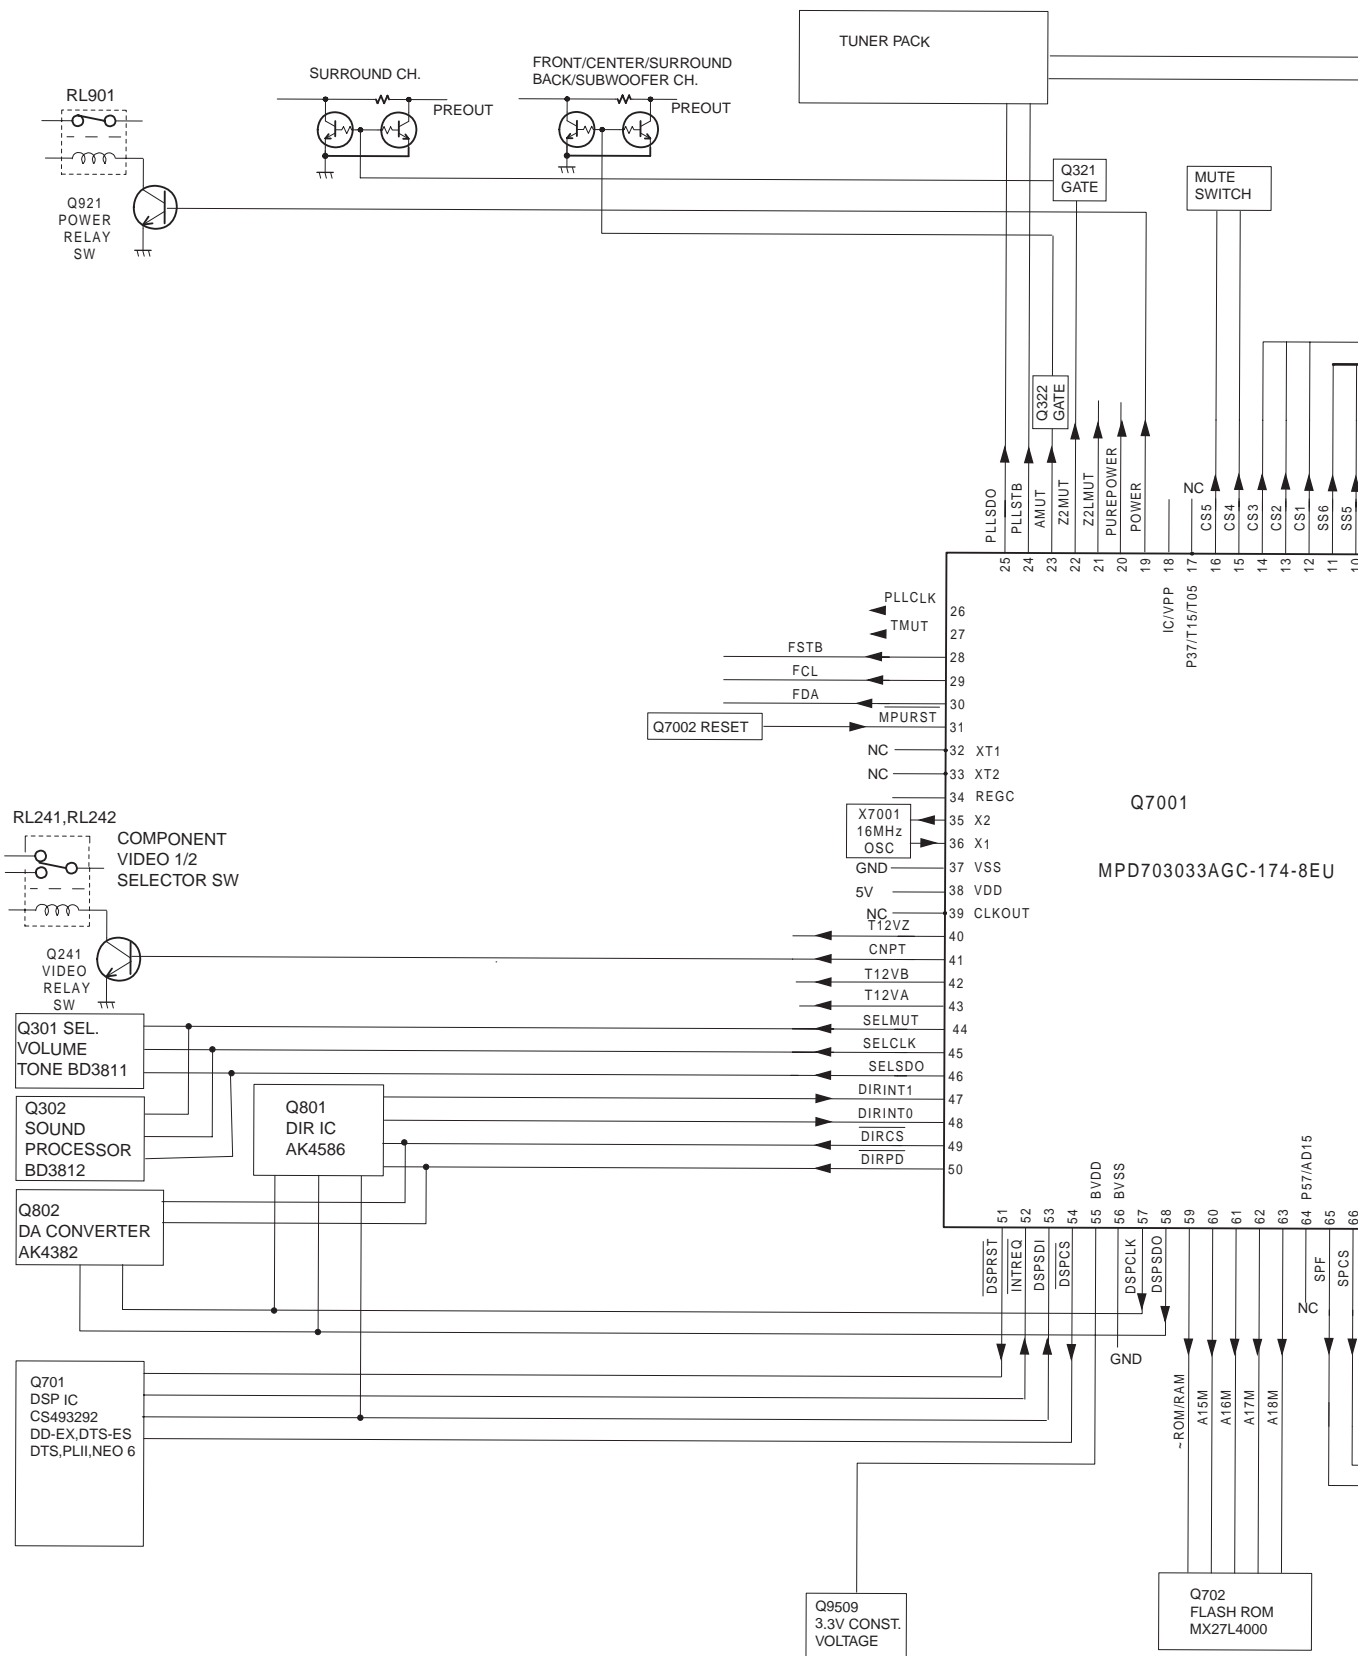 TUNER PACK
SURROUND CH.
FRONT/CENTER/SURROUND
BACK/SUBWOOFER CH.
RL901
PREOUT
PREOUT
Q321
GATE
MUTE
SWITCH
Q921
POWER
RELAY
SW
Q322
GATE
PLLSDO
PLLSTB
AMUT
Z2MUT
Z2LMUT
PUREPOWER
POWER
NC
CS5
CS4
CS3
CS2
CS1
SS6
SS5
25
24
23
22
21
20
19
18
17
16
15
14
13
12
11
10
IC/VPP
P37/T15/T05
PLLCLK
26
TMUT
27
FSTB
28
FCL
29
FDA
30
Q7002 RESET
MPURST
31
NC
32 XT1
NC
33 XT2
34 REGC
X7001
16MHz
OSC
35 X2
36 X1
GND
37 VSS
5V
38 VDD
NC
39 CLKOUT
Q7001
MPD703033AGC-174-8EU
RL241,RL242
COMPONENT
VIDEO 1/2
SELECTOR SW
T12VZ
40
CNPT
41
Q241
VIDEO
RELAY
SW
T12VB
42
T12VA
43
SELMUT
44
SELCLK
45
SELSDO
46
DIRINT1
47
DIRINT0
48
DIRCS
49
DIRPD
50
Q301 SEL.
VOLUME
TONE BD3811
Q302
SOUND
PROCESSOR
BD3812
Q801
DIR IC
AK4586
Q802
DA CONVERTER
AK4382
BVDD
BVSS
P57/AD15
51
52
53
54
55
56
57
58
59
60
61
62
63
64
65
66
DSPRST
INTREQ
DSPSDI
DSPCS
DSPCLK
DSPSDO
SPF
SPCS
NC
GND
~ROM/RAM
A15M
A16M
A17M
A18M
Q701
DSP IC
CS493292
DD-EX,DTS-ES
DTS,PLII,NEO 6
Q9509
3.3V CONST.
VOLTAGE
Q702
FLASH ROM
MX27L4000